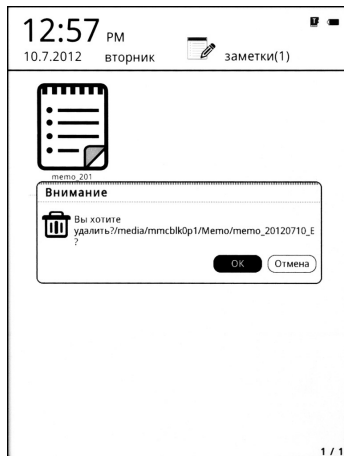 12:57 PM
10.7.2012 вторник
заметки(1)
memo_201
Внимание
Вы хотите
удалить?/media/mmcblk0p1/Memo/memo_20120710_E
?
OK
Отмена
1 / 1